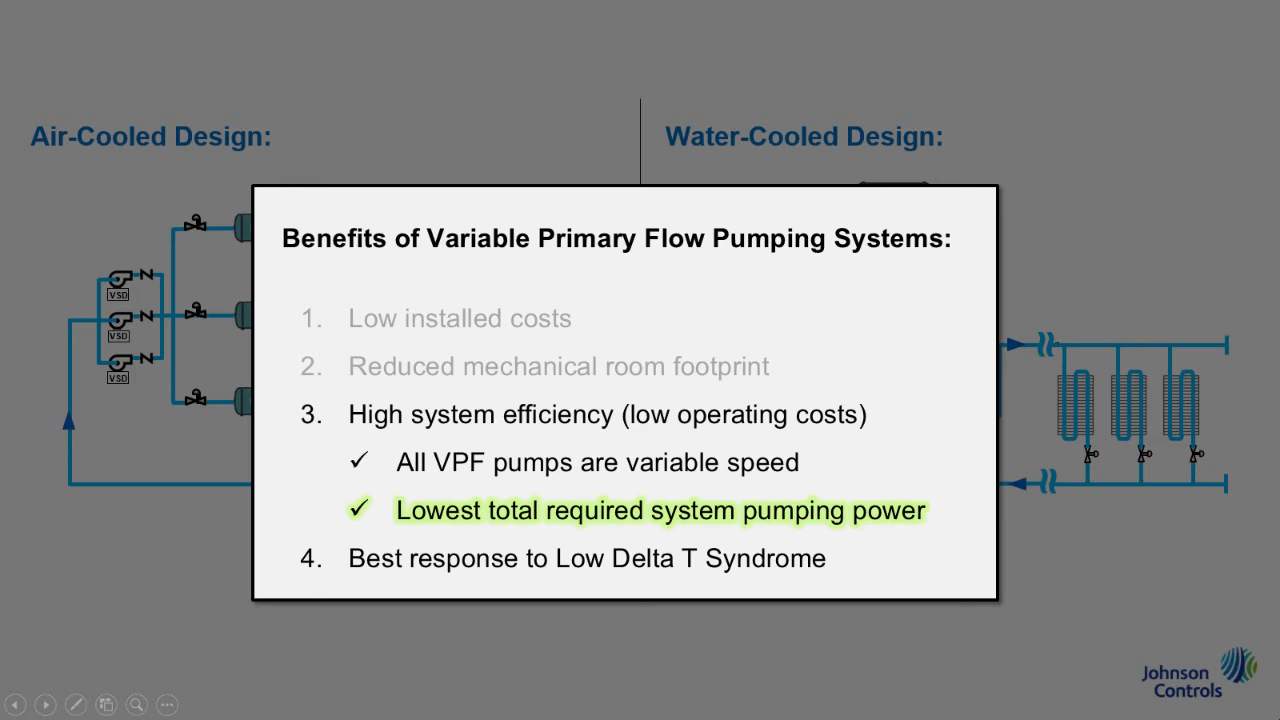 Air-Cooled Design:
Water-Cooled Design:
Benefits of Variable Primary Flow Pumping Systems:
1. Low installed costs
2. Reduced mechanical room footprint
3. High system efficiency (low operating costs)
✓ All VPF pumps are variable speed
✓ Lowest total required system pumping power
4. Best response to Low Delta T Syndrome
VSD
VSD
VSD
Johnson
Controls